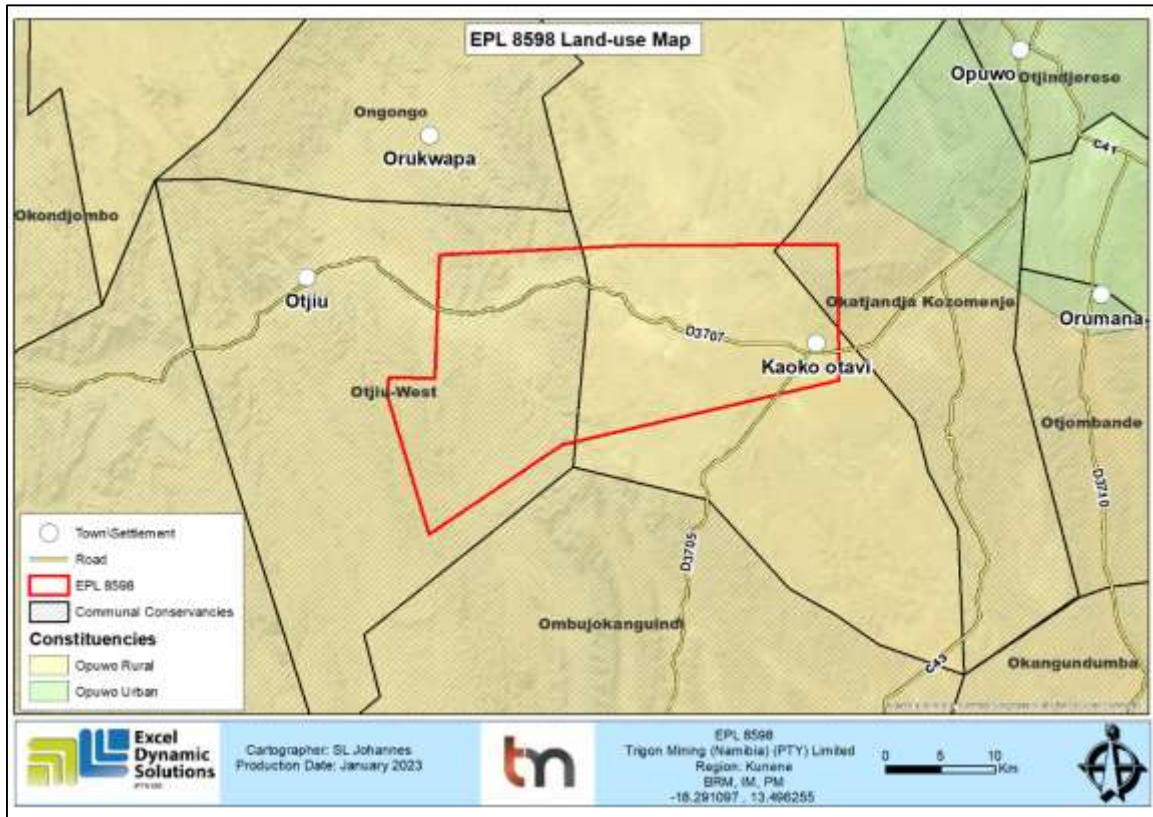 EPL 8598 Land-use Map
Opuwo
Otjindjerese
Ongongo
Orukwapa
C41
Okondjombo
Otjiu
Okatjandja Kozomenje
Orumana
D3707
Kaoko otavi
Otjiu-West
Otjombande
D3710
D3705
Ombujokanguindi
C43
Okangundumba
Town\Settlement
Road
EPL 8598
Communal Conservancies
Constituencies
Opuwo Rural
Opuwo Urban
Excel
Dynamic
Solutions
Cartographer: SL Johannes
Production Date: January 2023
tn
EPL 8598
Trigon Mining (Namibia) (PTY) Limited
Region: Kunene
BRM, IM, PM
-18.291097 , 13.496255
0 5 10
Km